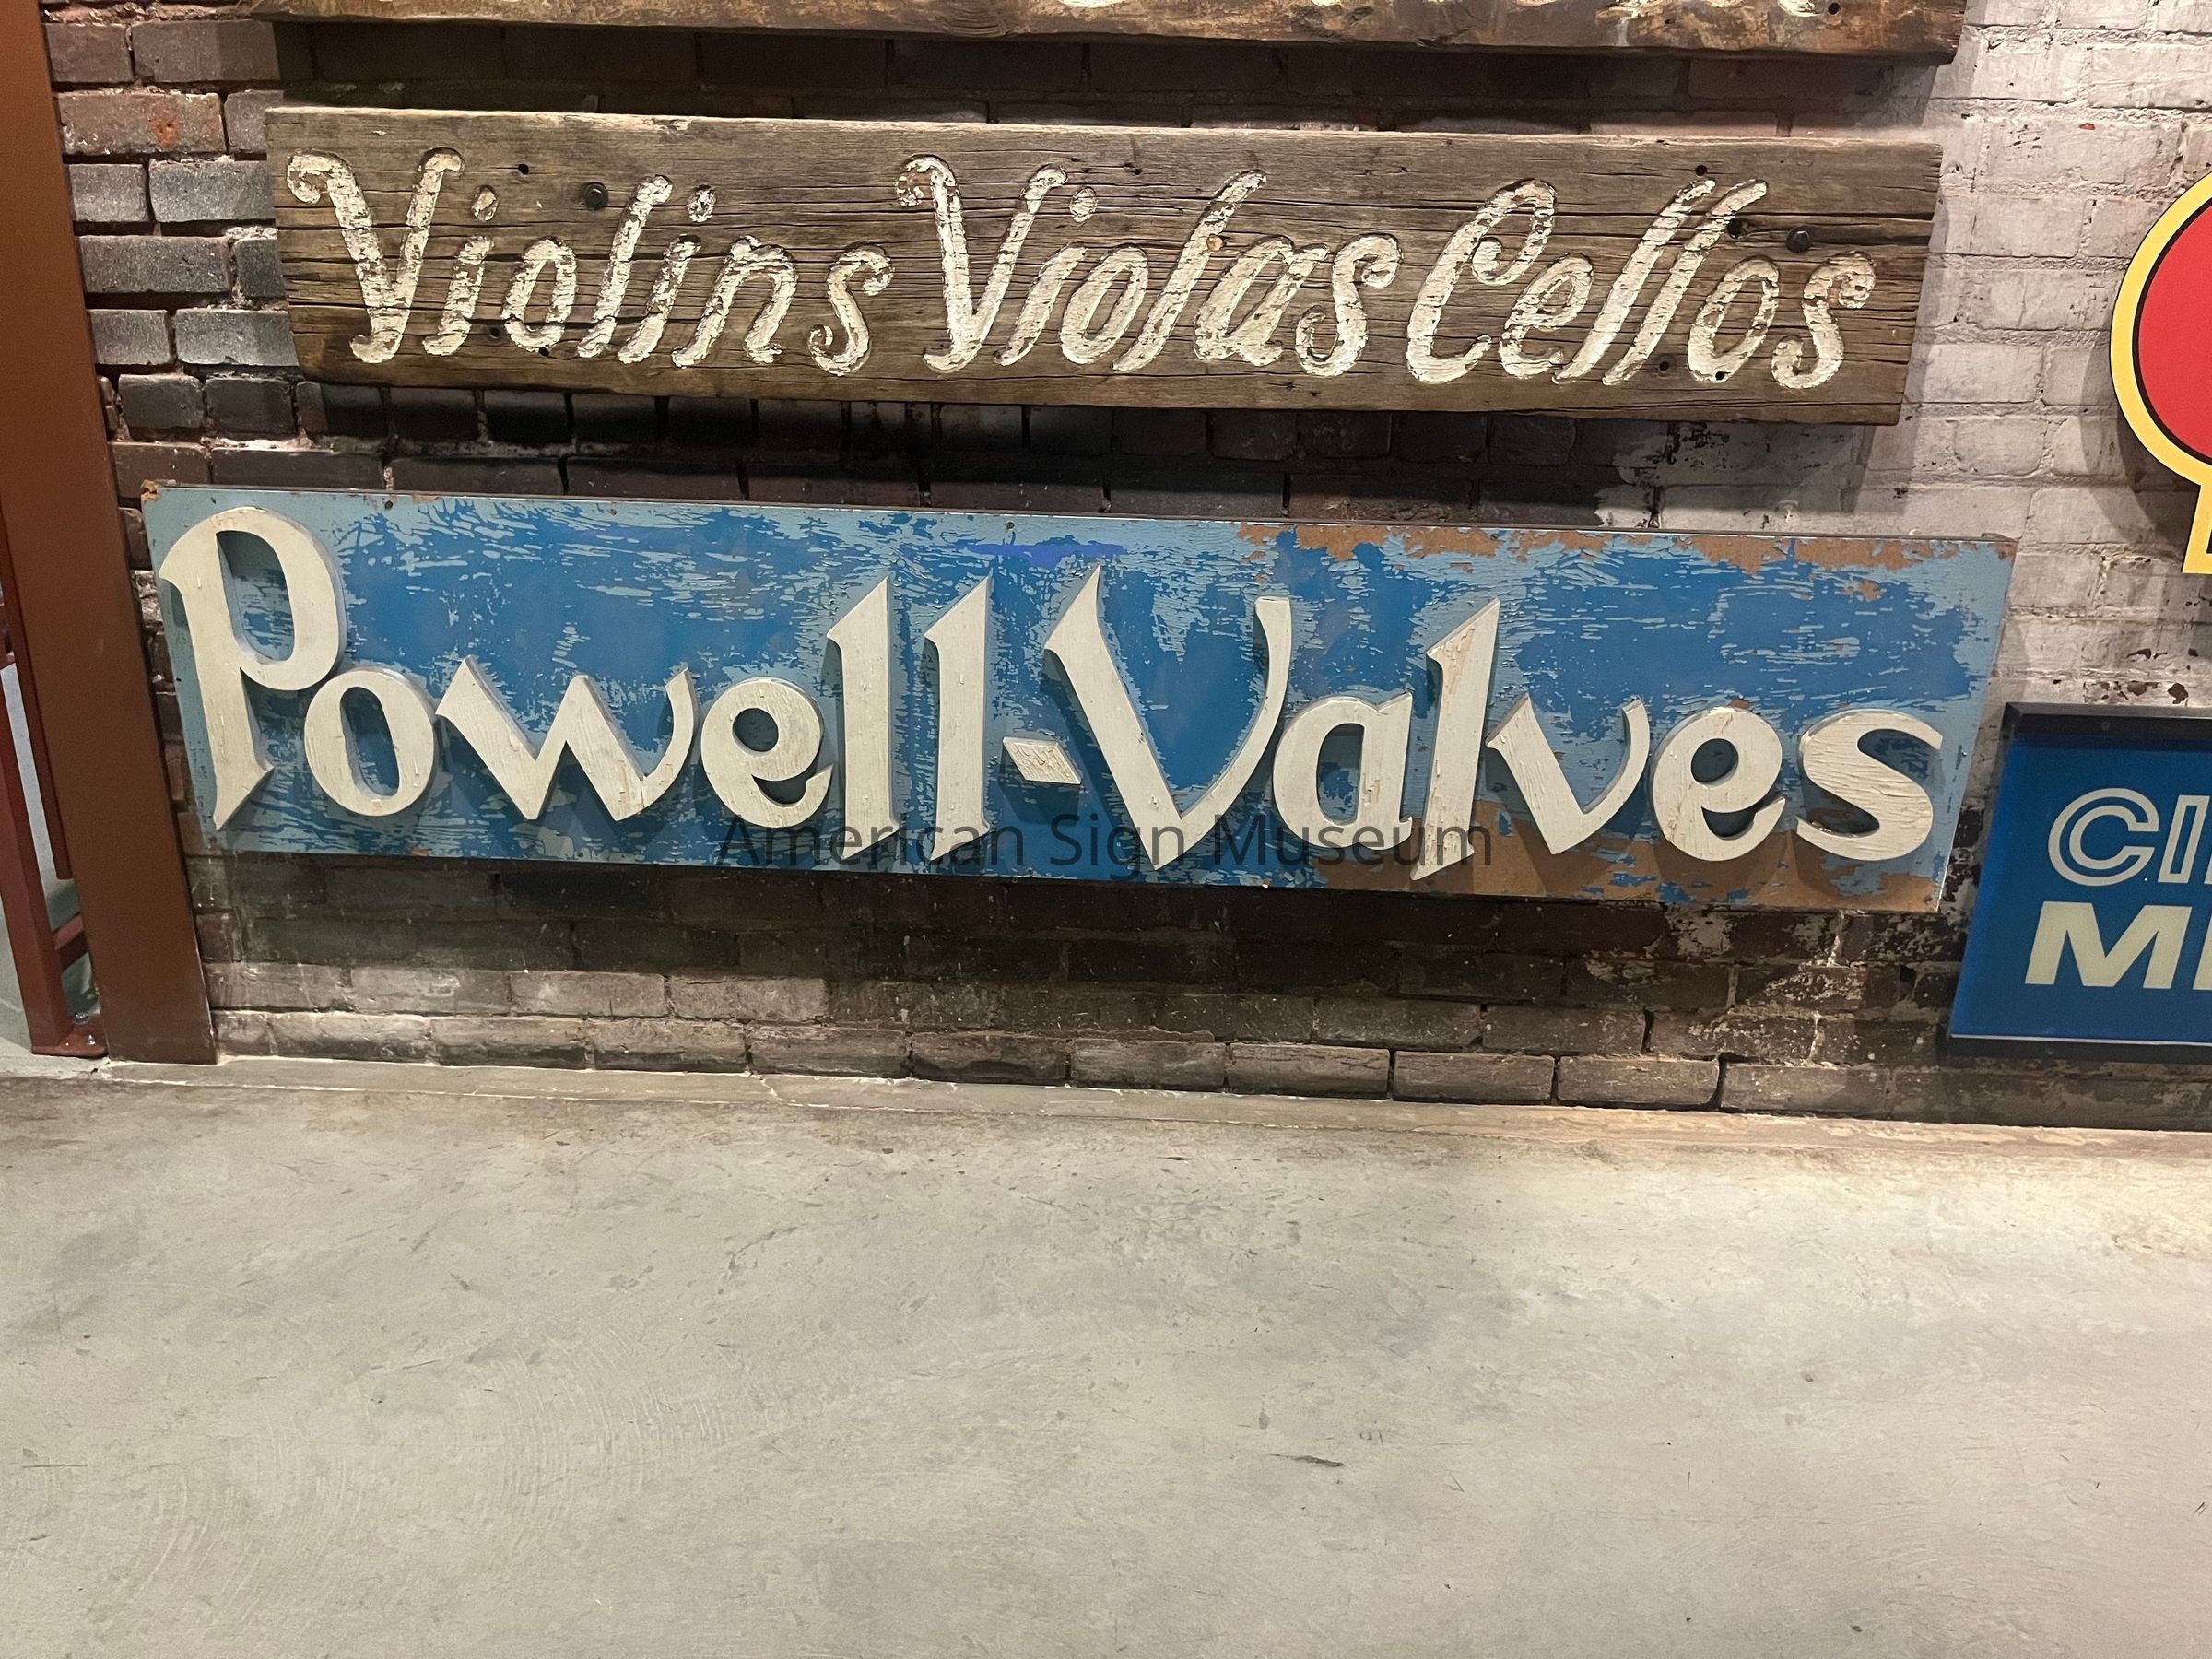 Violins Violas Cellos
Powell-Valves
American Sign Museum